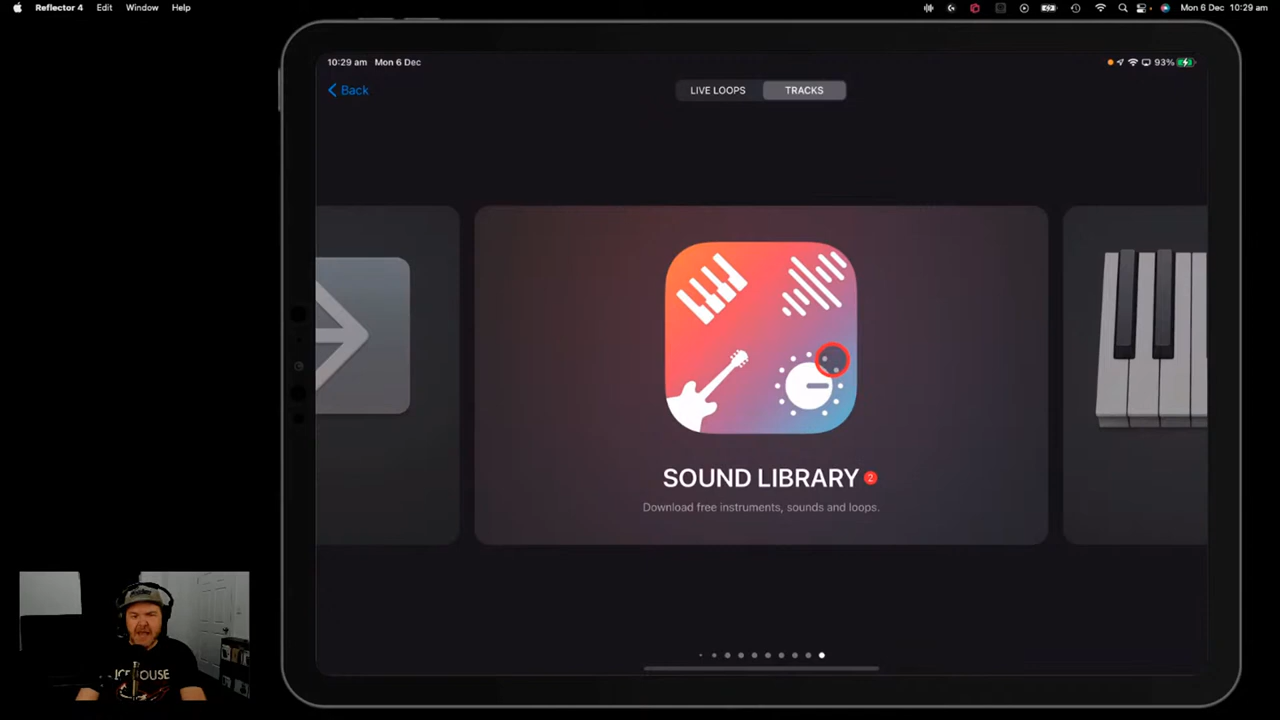 Reflector 4 Edit Window Help
Mon 6 Dec 10:29 am
10:29 am Mon 6 Dec
93%
Back
LIVE LOOPS TRACKS
SOUND LIBRARY 2
Download free instruments, sounds and loops.
ICEHOUSE